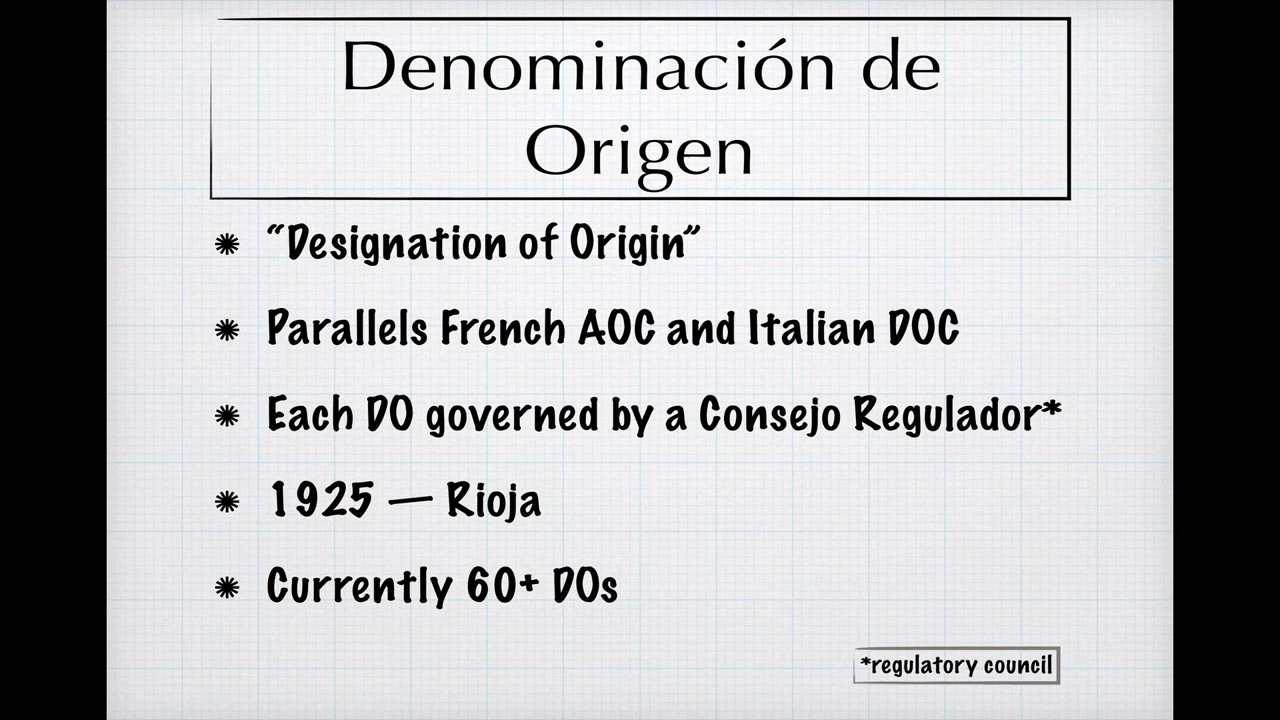 Denominación de
Origen
“Designation of Origin”
Parallels French AOC and Italian DOC
Each DO governed by a Consejo Regulador*
1925 — Rioja
Currently 60+ DOs
*regulatory council